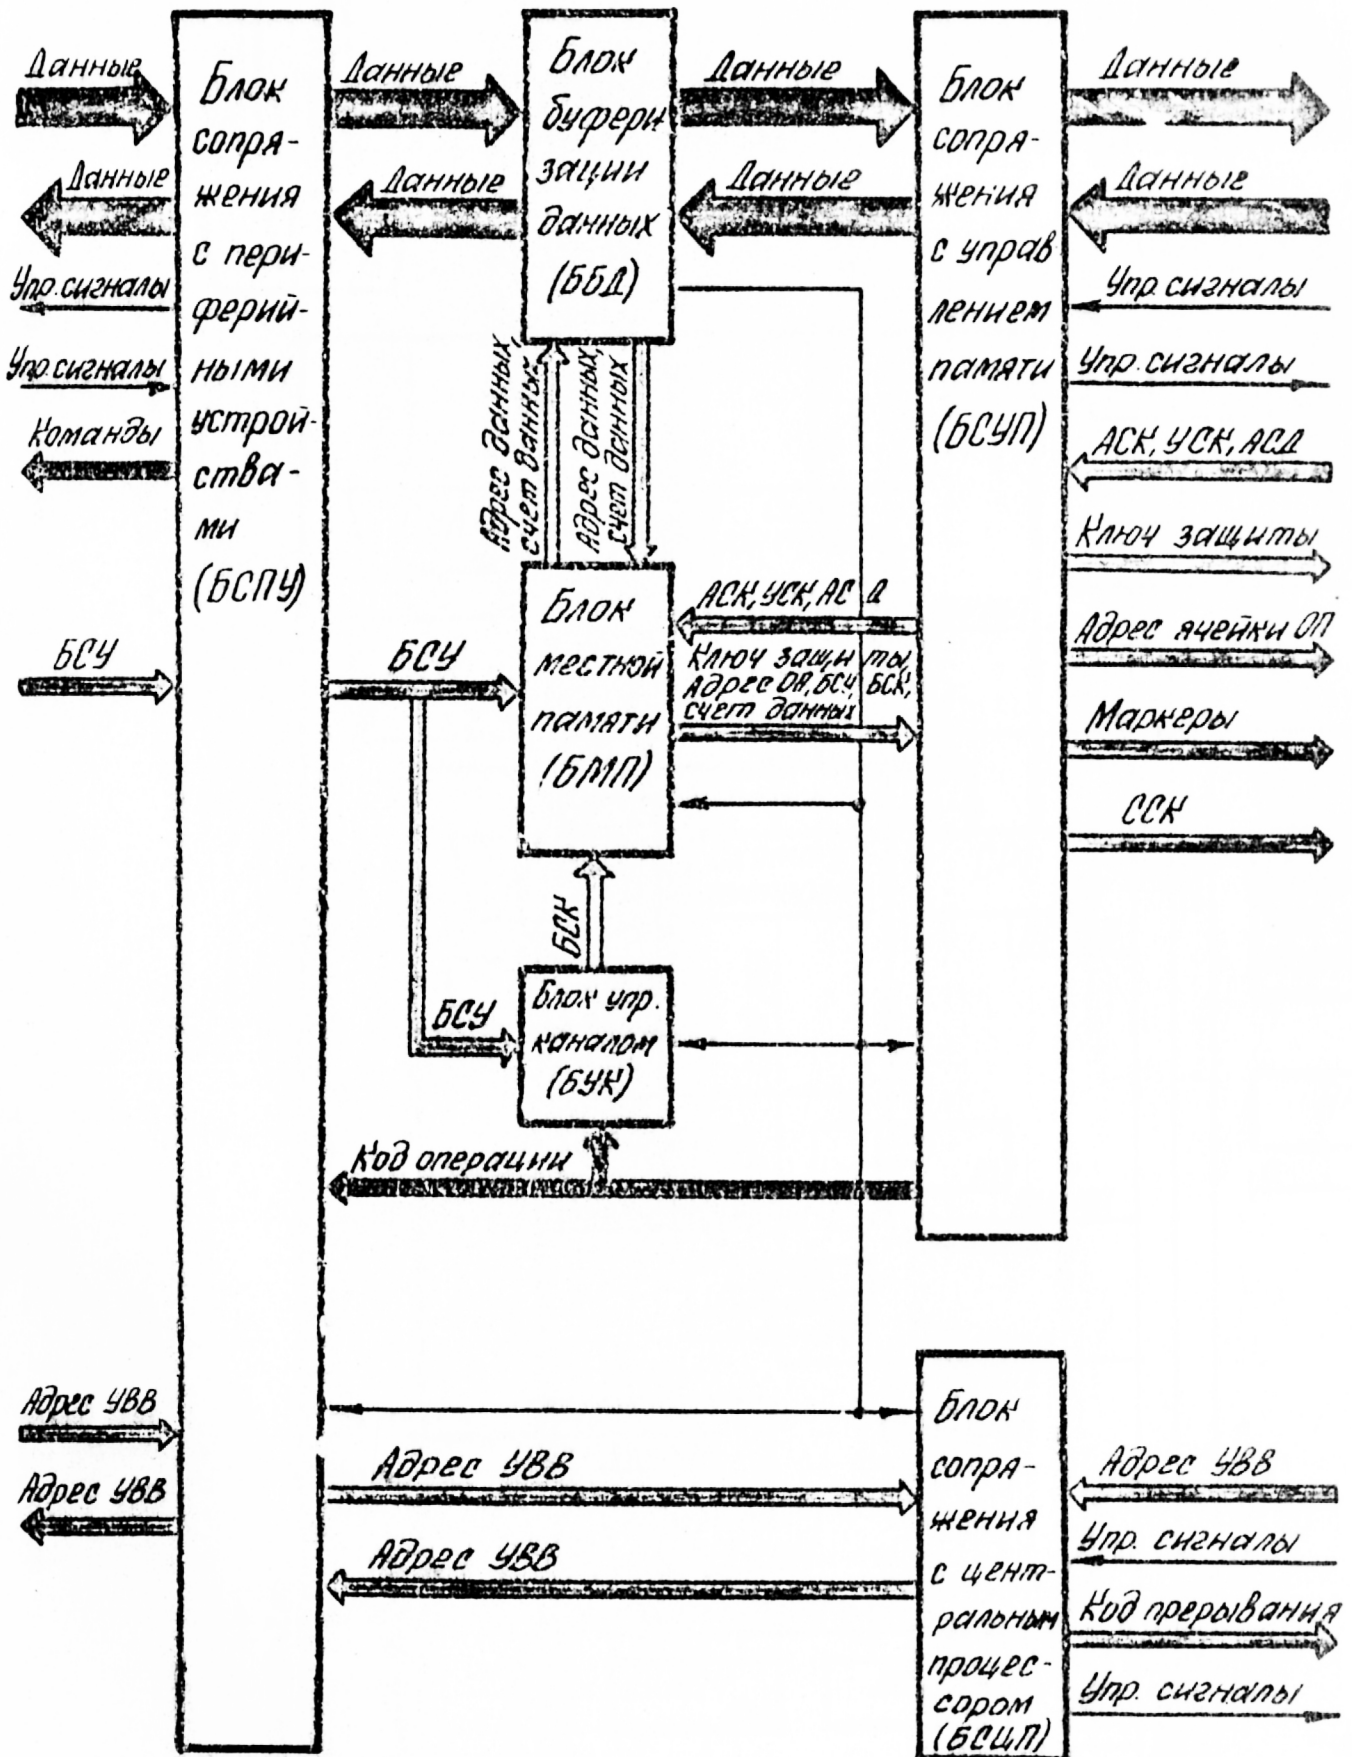 Данные
Данные
Упр. сигналы
Упр. сигналы
Команды
БСУ
Адрес УВВ
Адрес УВВ
Блок
сопря-
жения
с пери-
ферий-
ными
устрой-
ства-
ми
(БСПУ)
Данные
Данные
БСУ
БСУ
Блок
буфери
зации
данных
(ББД)
Адрес данных,
счет данных
Адрес данных,
счет данных
Блок
местной
памяти
(БМП)
БСК
Блок упр.
каналом
(БУК)
Код операции
Данные
Данные
АСК, УСК, АСД
Ключ защиты,
Адрес ОП, БСУ, БСК,
счет данных
Адрес УВВ
Адрес УВВ
Блок
сопря-
жения
с управ
лением
памяти
(БСУП)
Данные
Данные
Упр. сигналы
Упр. сигналы
АСК, УСК, АСД
Ключ защиты
Адрес ячейки ОП
Маркеры
ССК
Блок
сопря-
жения
с цент-
ральным
процес-
сором
(БСЦП)
Адрес УВВ
Упр. сигналы
Код прерывания
Упр. сигналы